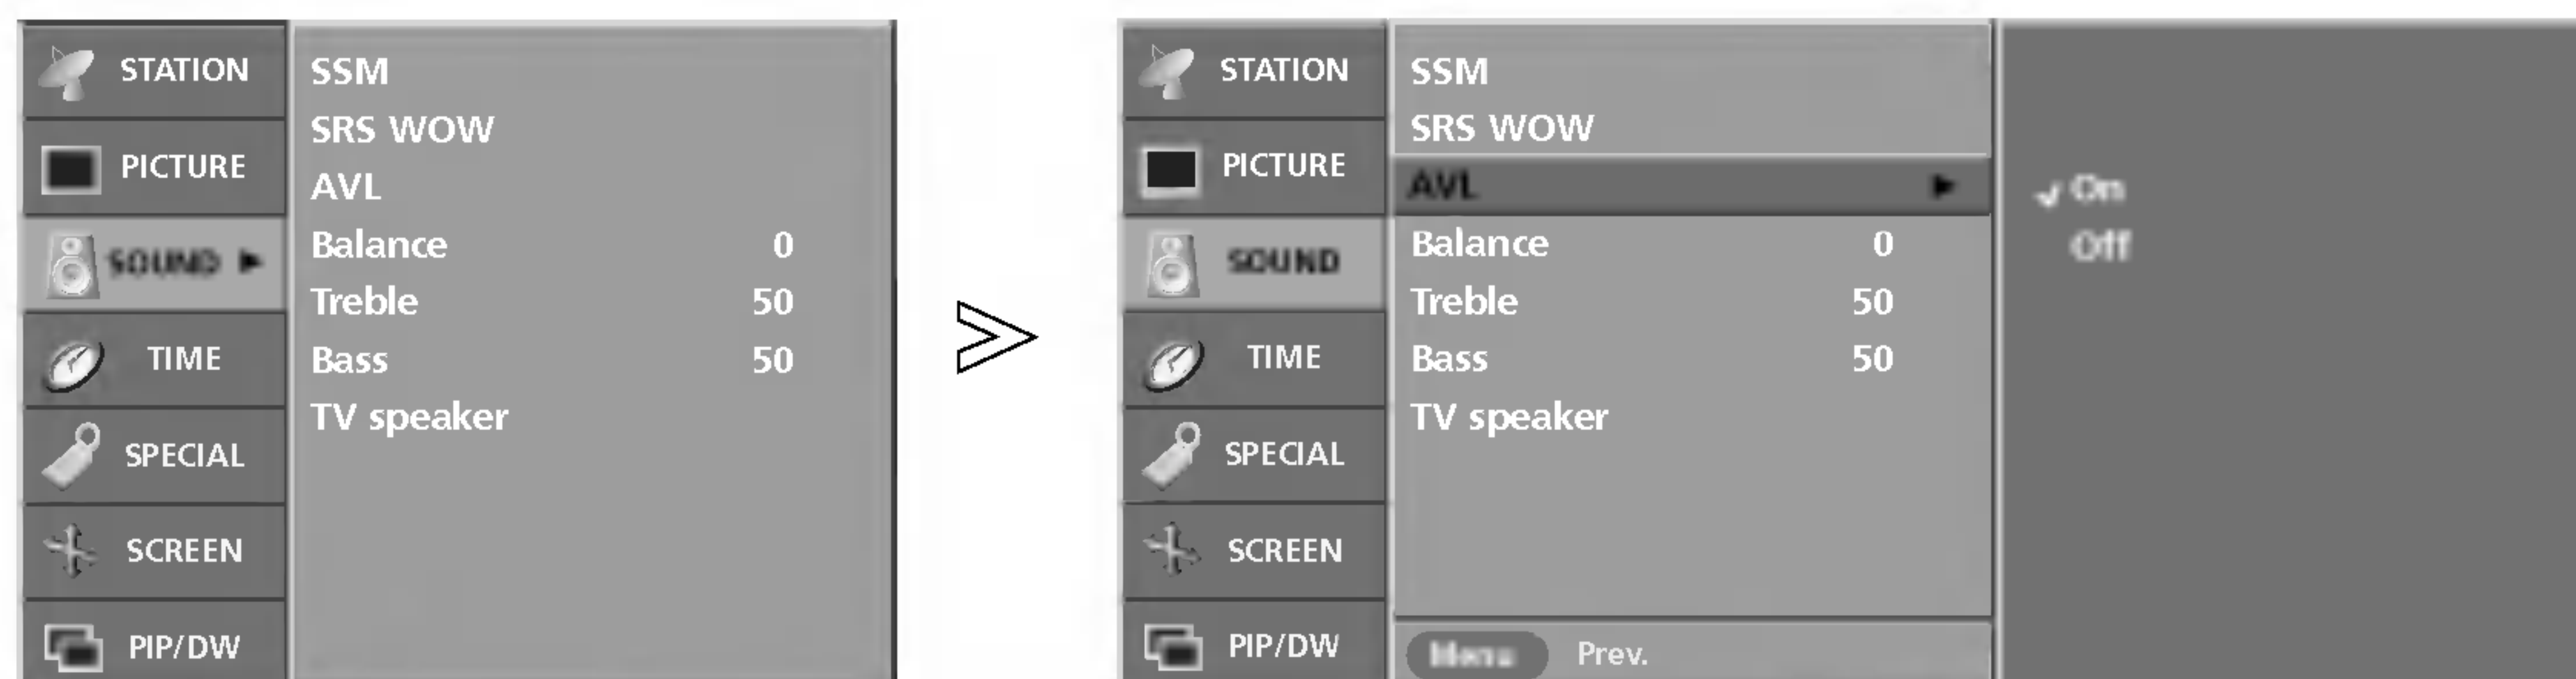 STATION
PICTURE
SOUND
TIME
SPECIAL
SCREEN
PIP/DW
SSM
SRS WOW
AVL
Balance 0
Treble 50
Bass 50
TV speaker
STATION
PICTURE
SOUND
TIME
SPECIAL
SCREEN
PIP/DW
SSM
SRS WOW
AVL
Balance 0
Treble 50
Bass 50
TV speaker
Menu Prev.
On
Off